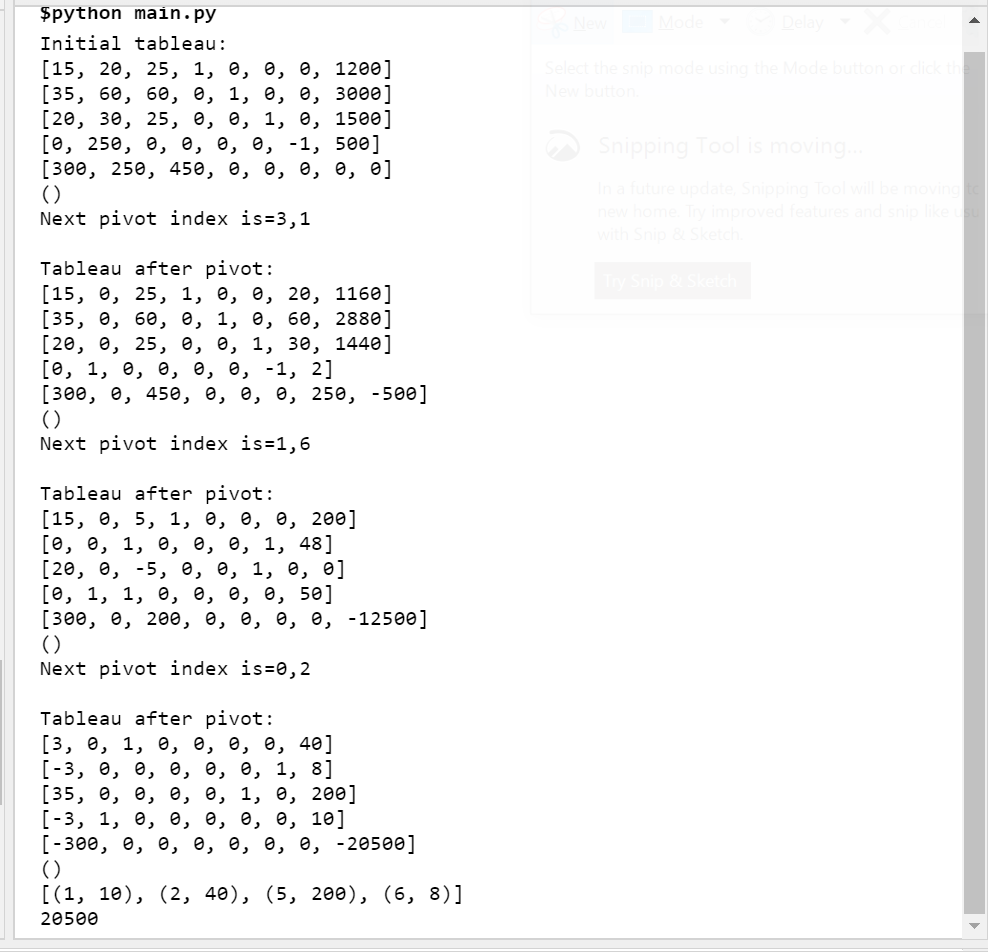 $python main.py
Initial tableau:
[15, 20, 25, 1, 0, 0, 0, 1200]
[35, 60, 60, 0, 1, 0, 0, 3000]
[20, 30, 25, 0, 0, 1, 0, 1500]
[0, 250, 0, 0, 0, 0, -1, 500]
[300, 250, 450, 0, 0, 0, 0, 0]
()
Next pivot index is=3,1
Tableau after pivot:
[15, 0, 25, 1, 0, 0, 20, 1160]
[35, 0, 60, 0, 1, 0, 60, 2880]
[20, 0, 25, 0, 0, 1, 30, 1440]
[0, 1, 0, 0, 0, 0, -1, 2]
[300, 0, 450, 0, 0, 0, 250, -500]
()
Next pivot index is=1,6
Tableau after pivot:
[15, 0, 5, 1, 0, 0, 0, 200]
[0, 0, 1, 0, 0, 0, 1, 48]
[20, 0, -5, 0, 0, 1, 0, 0]
[0, 1, 1, 0, 0, 0, 0, 50]
[300, 0, 200, 0, 0, 0, 0, -12500]
()
Next pivot index is=0,2
Tableau after pivot:
[3, 0, 1, 0, 0, 0, 0, 40]
[-3, 0, 0, 0, 0, 0, 1, 8]
[35, 0, 0, 0, 0, 1, 0, 200]
[-3, 1, 0, 0, 0, 0, 0, 10]
[-300, 0, 0, 0, 0, 0, 0, -20500]
()
[(1, 10), (2, 40), (5, 200), (6, 8)]
20500
New Mode Delay
Select the snip mode using the Mode button or click the
New button.
Snipping Tool is moving...
In a future update, Snipping Tool will be moving to
new home. Try improved features and snip like usu
with Snip & Sketch.
Try Snip & Sketch